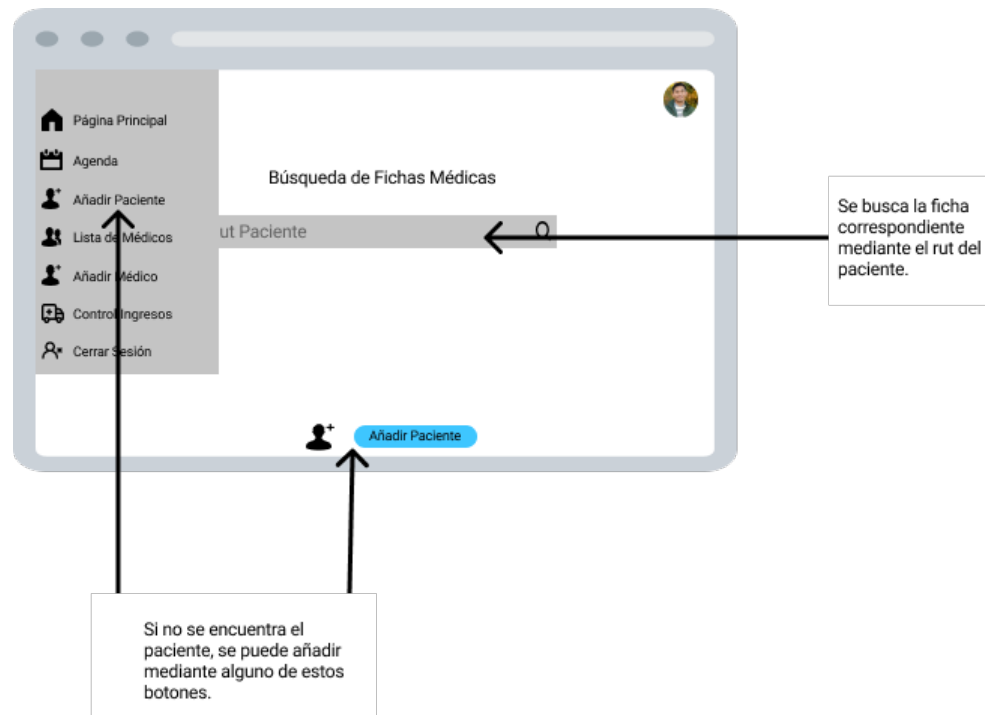 Página Principal
Agenda
Añadir Paciente
Lista de Médicos
Añadir Médico
Control Ingresos
Cerrar Sesión
Búsqueda de Fichas Médicas
ut Paciente
Añadir Paciente
Se busca la ficha
correspondiente
mediante el rut del
paciente.
Si no se encuentra el
paciente, se puede añadir
mediante alguno de estos
botones.